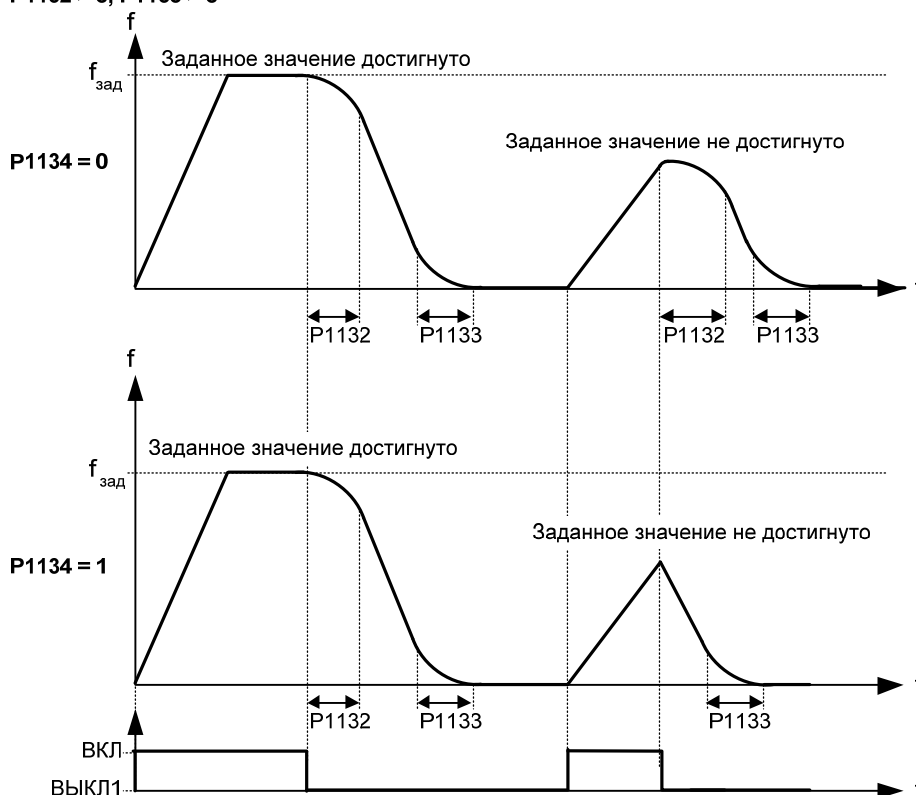 f
Заданное значение достигнуто
f зад
Заданное значение не достигнуто
P1134 = 0
P1132
P1133
P1132
P1133
f
Заданное значение достигнуто
f зад
Заданное значение не достигнуто
P1134 = 1
P1132
P1133
P1133
ВКЛ
ВЫКЛ1